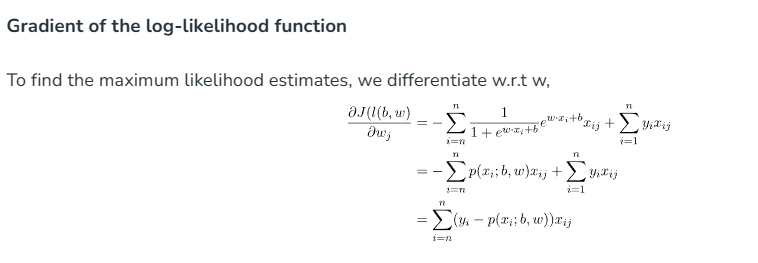 Gradient of the log-likelihood function
To find the maximum likelihood estimates, we differentiate w.r.t w,
\frac{\partial J(l(b, w)}{\partial w_j} = -\sum_{i=n}^{n} \frac{1}{1 + e^{w \cdot x_i + b}} e^{w \cdot x_i + b} x_{ij} + \sum_{i=1}^{n} y_i x_{ij}
= -\sum_{i=n}^{n} p(x_i; b, w) x_{ij} + \sum_{i=1}^{n} y_i x_{ij}
= \sum_{i=n}^{n} (y_i - p(x_i; b, w)) x_{ij}